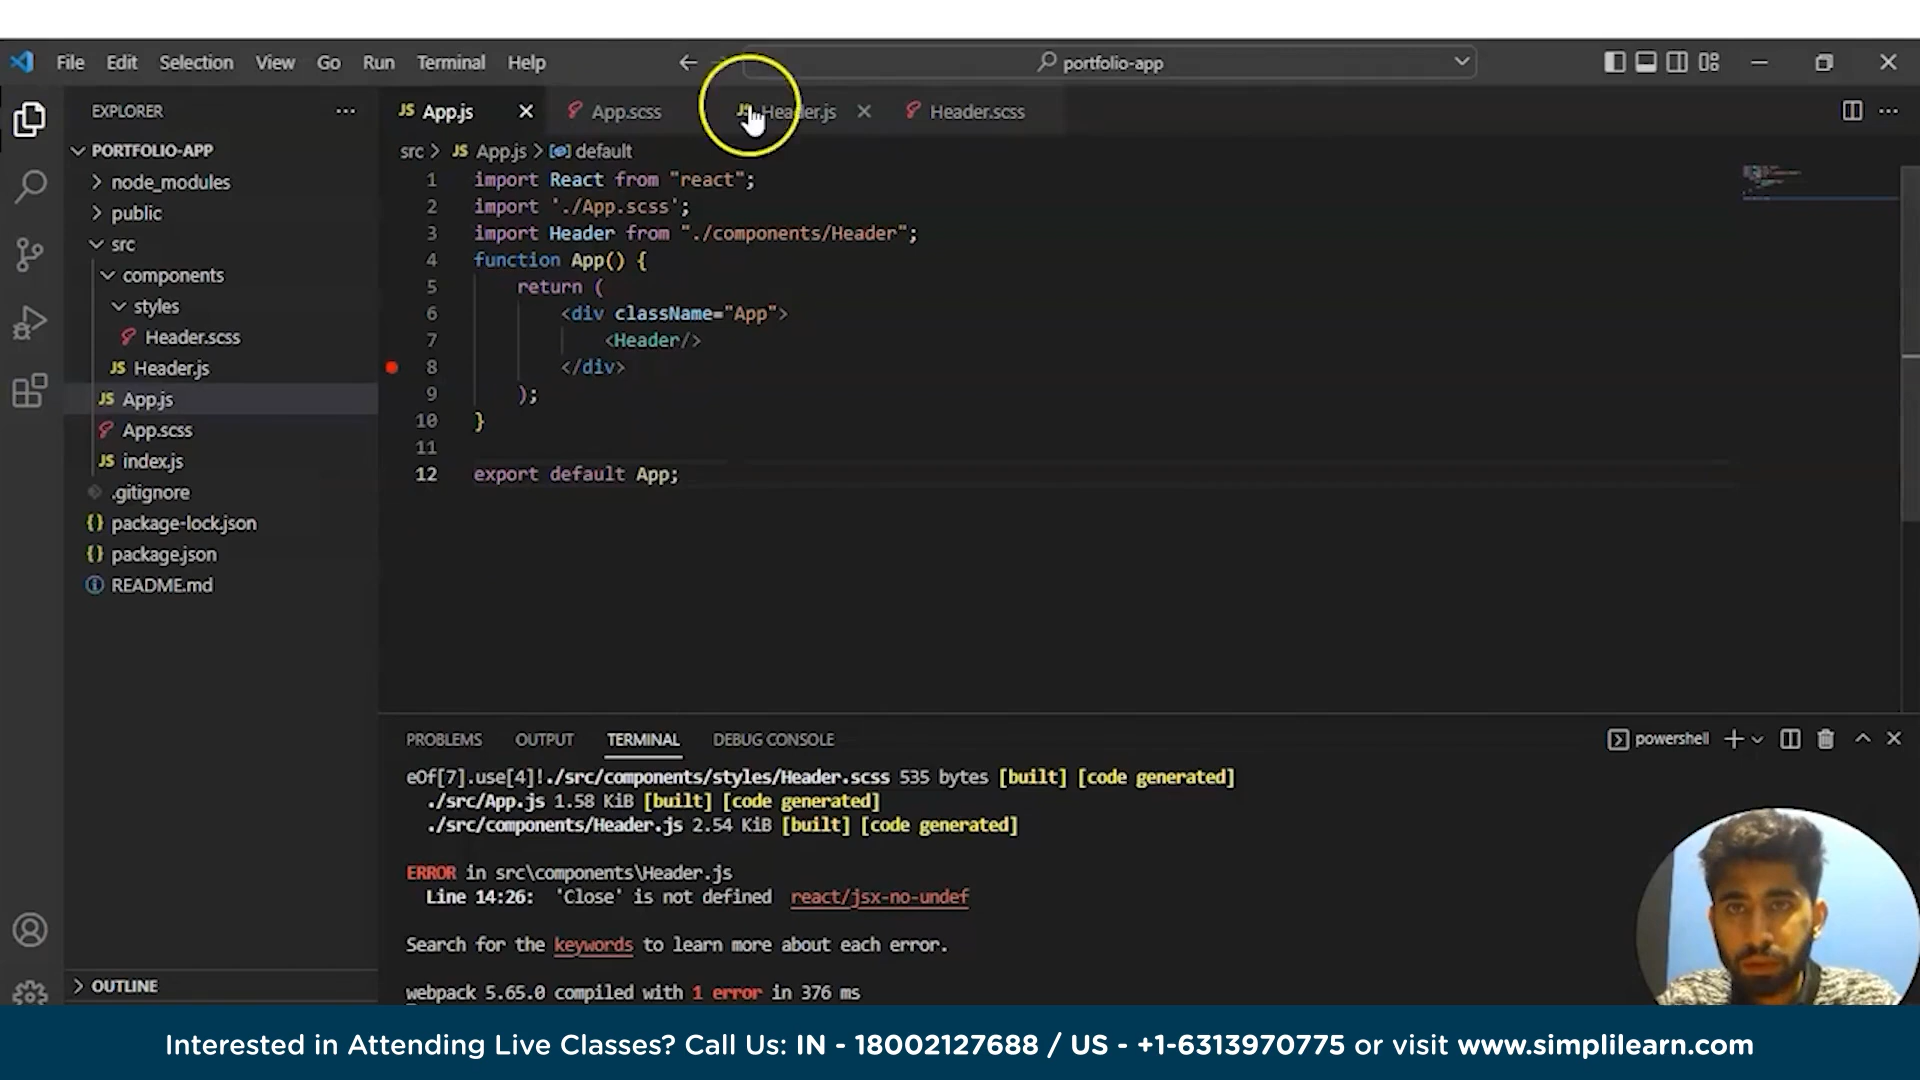 File Edit Selection View Go Run Terminal Help
portfolio-app
EXPLORER
PORTFOLIO-APP
node_modules
public
src
components
styles
Header.scss
JS Header.js
JS App.js
App.scss
JS index.js
.gitignore
{} package-lock.json
{} package.json
README.md
OUTLINE
JS App.js App.scss JS Header.js Header.scss
src > JS App.js > default
1 import React from "react";
2 import './App.scss';
3 import Header from "./components/Header";
4 function App() {
5 return (
6 <div className="App">
7 <Header/>
8 </div>
9 );
10 }
11
12 export default App;
PROBLEMS OUTPUT TERMINAL DEBUG CONSOLE
powershell
eOf[7].use[4]!./src/components/styles/Header.scss 535 bytes [built] [code generated]
./src/App.js 1.58 KiB [built] [code generated]
./src/components/Header.js 2.54 KiB [built] [code generated]
ERROR in src\components\Header.js
Line 14:26: 'Close' is not defined react/jsx-no-undef
Search for the keywords to learn more about each error.
webpack 5.65.0 compiled with 1 error in 376 ms
Interested in Attending Live Classes? Call Us: IN - 18002127688 / US - +1-6313970775 or visit www.simplilearn.com